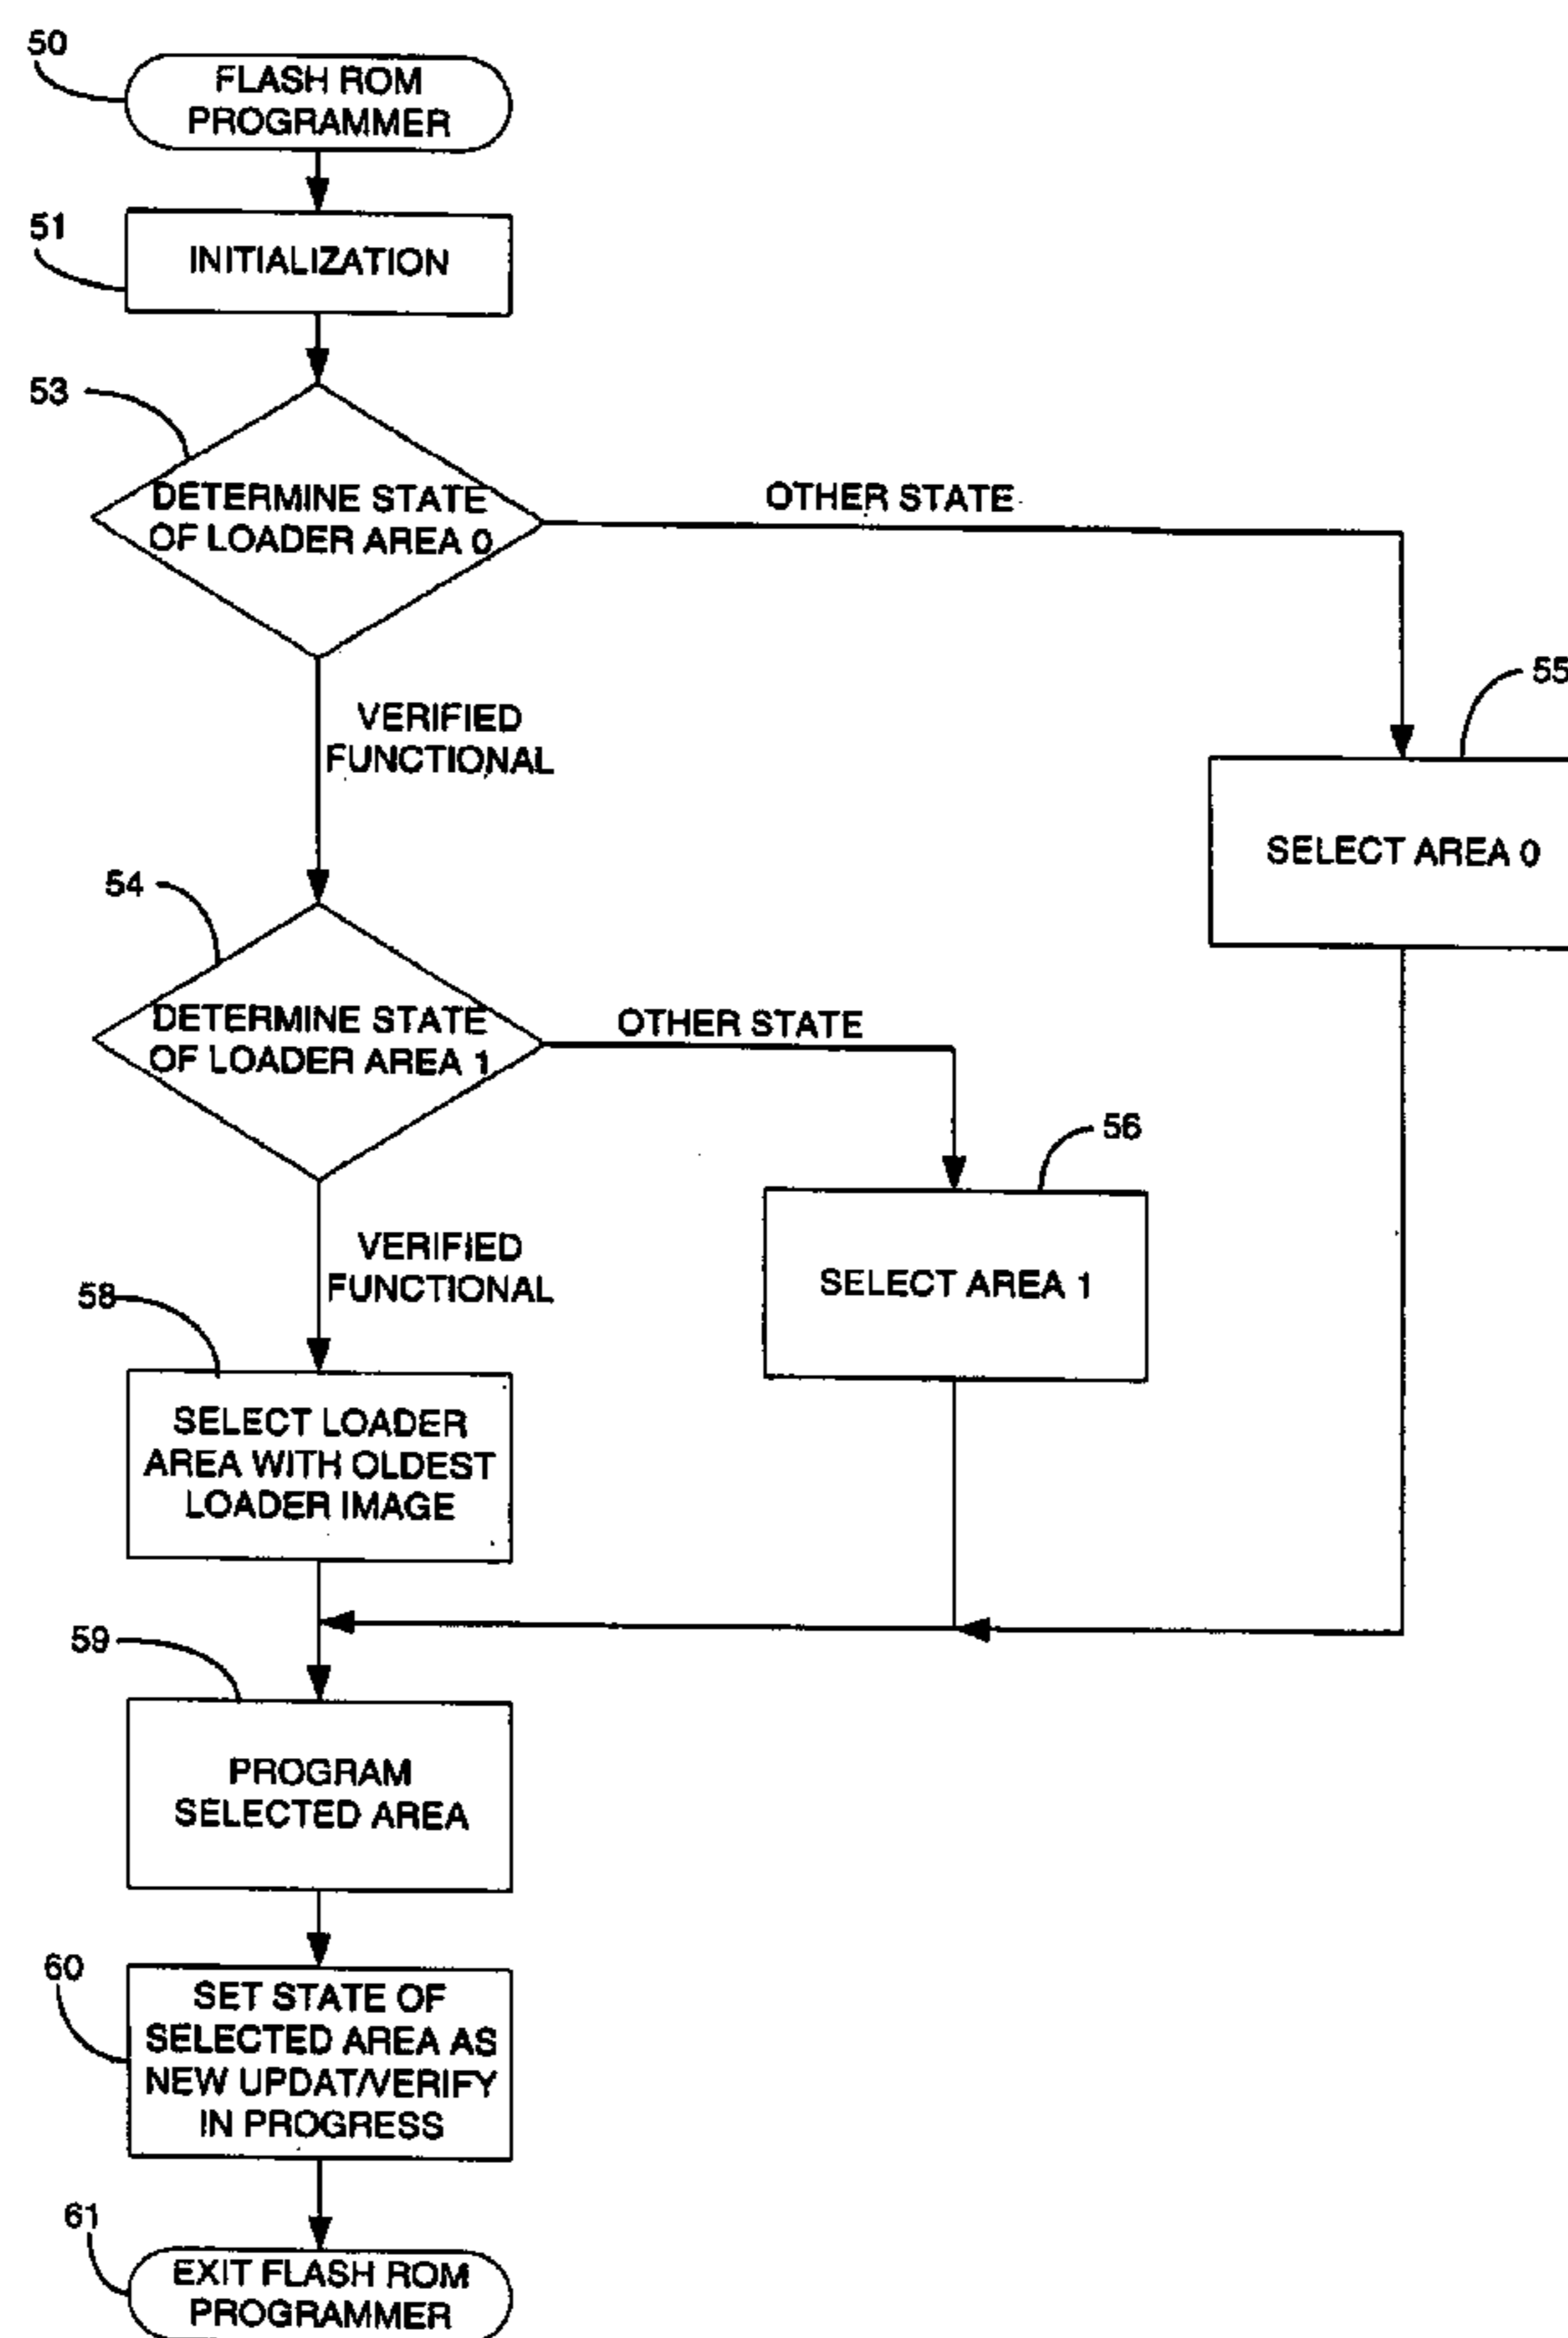 50
FLASH ROM
PROGRAMMER
51
INITIALIZATION
53
DETERMINE STATE
OF LOADER AREA 0
OTHER STATE
VERIFIED
FUNCTIONAL
55
SELECT AREA 0
54
DETERMINE STATE
OF LOADER AREA 1
OTHER STATE
56
SELECT AREA 1
VERIFIED
FUNCTIONAL
58
SELECT LOADER
AREA WITH OLDEST
LOADER IMAGE
59
PROGRAM
SELECTED AREA
60
SET STATE OF
SELECTED AREA AS
NEW UPDAT/VERIFY
IN PROGRESS
61
EXIT FLASH ROM
PROGRAMMER